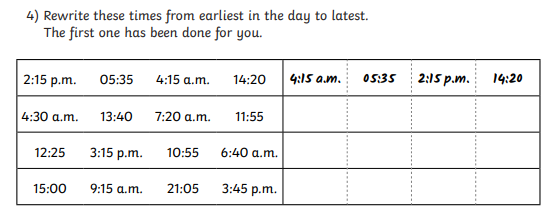 4) Rewrite these times from earliest in the day to latest.
The first one has been done for you.
2:15 p.m. 05:35 4:15 a.m. 14:20 4:15 a.m. 05:35 2:15 p.m. 14:20
4:30 a.m. 13:40 7:20 a.m. 11:55
12:25 3:15 p.m. 10:55 6:40 a.m.
15:00 9:15 a.m. 21:05 3:45 p.m.